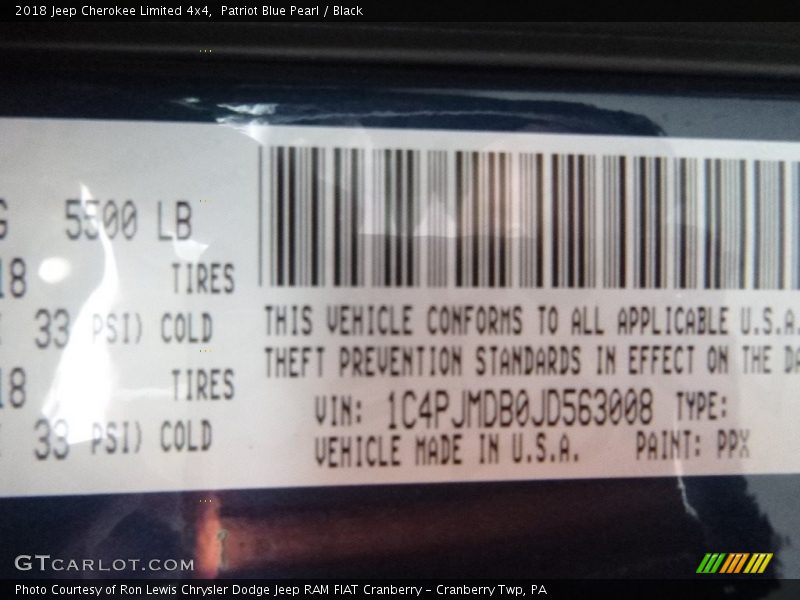 2018 Jeep Cherokee Limited 4x4, Patriot Blue Pearl / Black
5500 LB
18 TIRES
33 PSI) COLD
18 TIRES
33 PSI) COLD
THIS VEHICLE CONFORMS TO ALL APPLICABLE U.S.A.
THEFT PREVENTION STANDARDS IN EFFECT ON THE DA
VIN: 1C4PJMDB0JD563008 TYPE:
VEHICLE MADE IN U.S.A. PAINT: PPX
GTCARLOT.COM
Photo Courtesy of Ron Lewis Chrysler Dodge Jeep RAM FIAT Cranberry – Cranberry Twp, PA